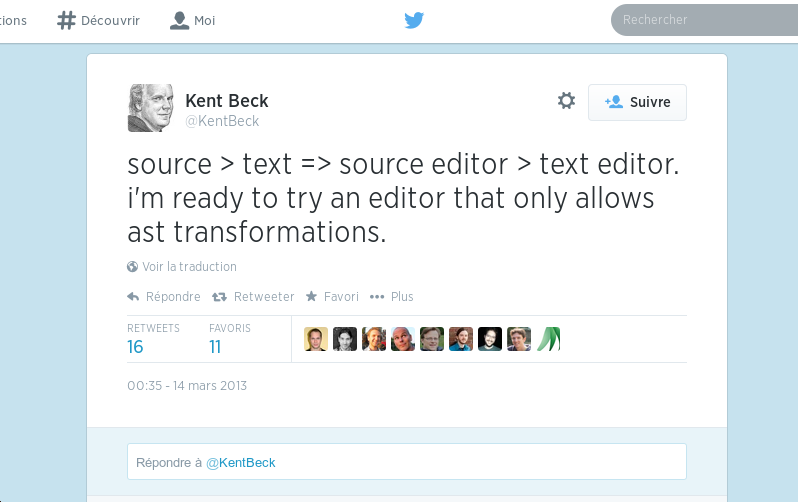 ions Découvrir Moi Rechercher
Kent Beck
@KentBeck
Suivre
source > text => source editor > text editor.
i'm ready to try an editor that only allows
ast transformations.
Voir la traduction
Répondre Retweeter Favori Plus
RETWEETS FAVORIS
16 11
00:35 - 14 mars 2013
Répondre à @KentBeck